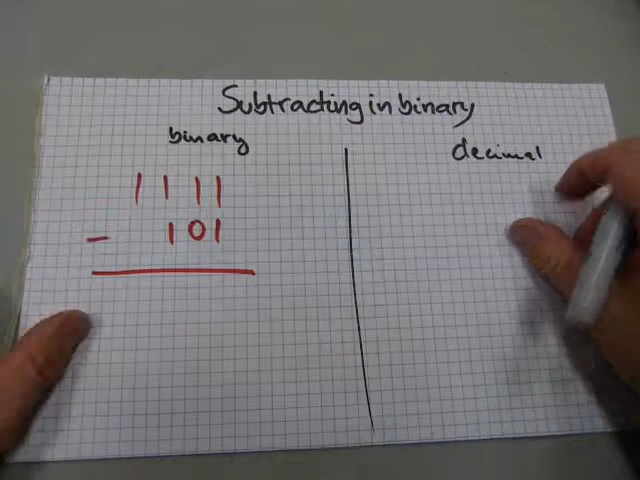 Subtracting in binary
binary
decimal
1111
- 101